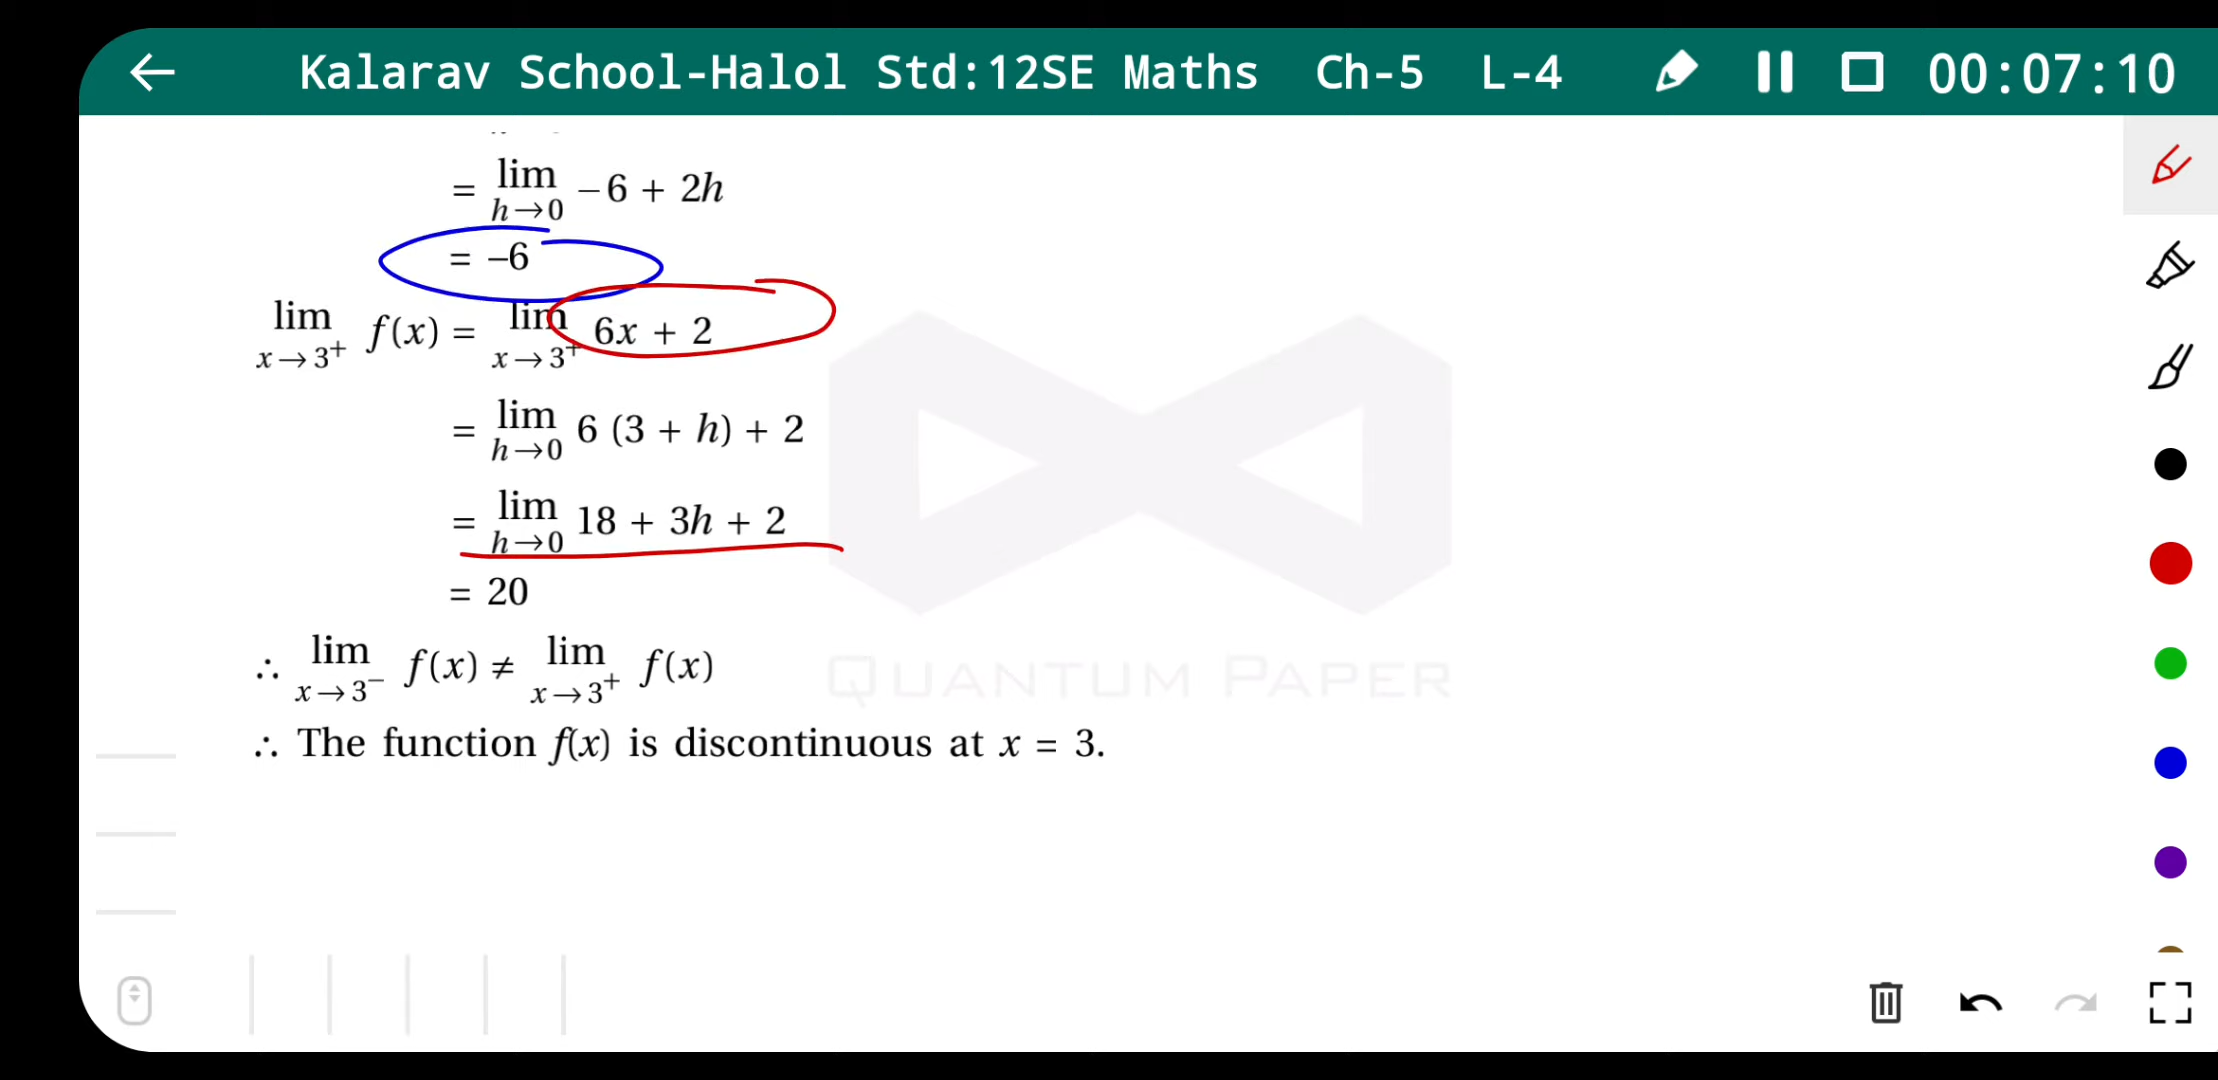 Kalarav School-Halol Std:12SE Maths Ch-5 L-4 00:07:10
= lim h→0 −6 + 2h
= –6
lim x→3⁺ f(x) = lim x→3⁺ 6x + 2
= lim h→0 6 (3 + h) + 2
= lim h→0 18 + 3h + 2
= 20
∴ lim x→3⁻ f(x) ≠ lim x→3⁺ f(x)
QUANTUM PAPER
∴ The function f(x) is discontinuous at x = 3.